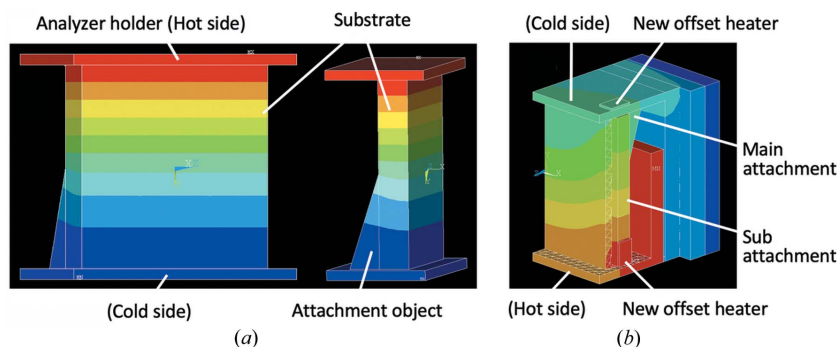 Analyzer holder (Hot side)
Substrate
(Cold side)
New offset heater
Main
attachment
Sub
attachment
(Cold side)
Attachment object
(Hot side)
New offset heater
(a)
(b)